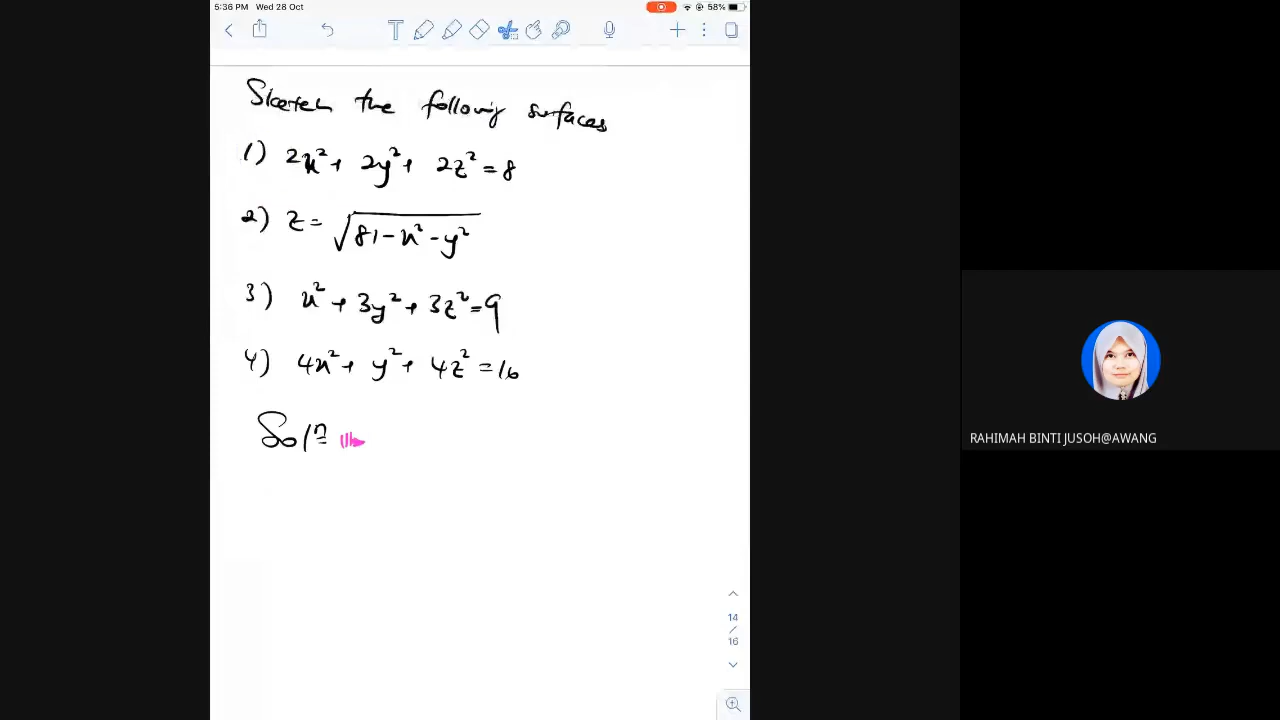 5:36 PM Wed 28 Oct
58%
Sketch the following surfaces
1) 2x² + 2y² + 2z² = 8
2) z = √(81 - x² - y²)
3) x² + 3y² + 3z² = 9
4) 4x² + y² + 4z² = 16
Solⁿ
14
/
16
RAHIMAH BINTI JUSOH@AWANG